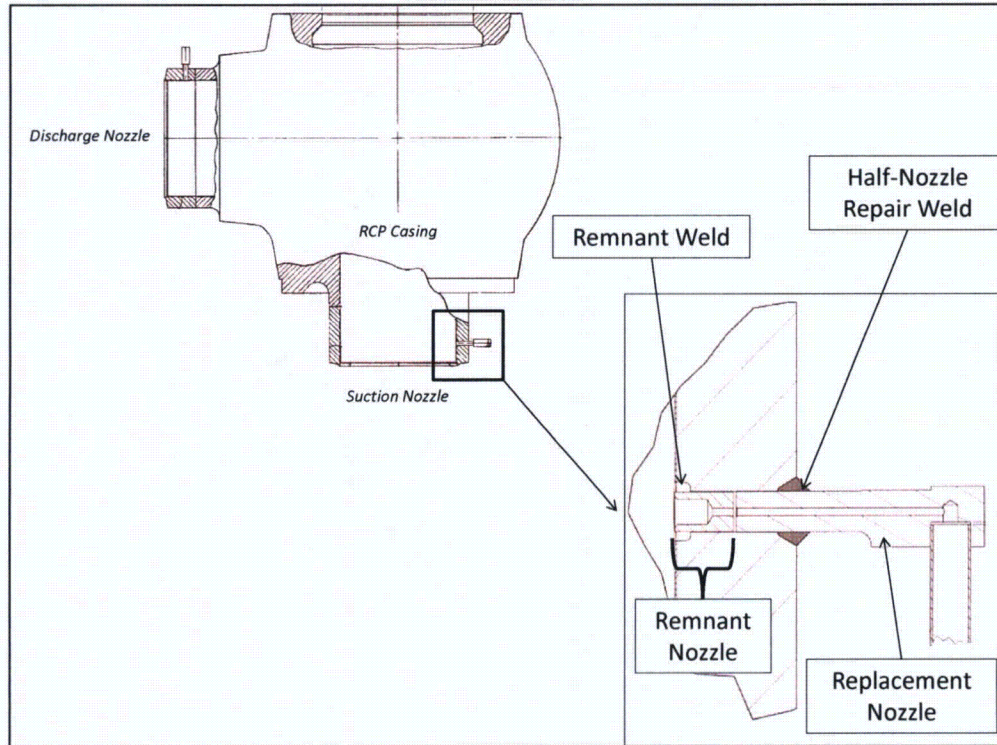 Discharge Nozzle
RCP Casing
Suction Nozzle
Remnant Weld
Half-Nozzle
Repair Weld
Remnant
Nozzle
Replacement
Nozzle